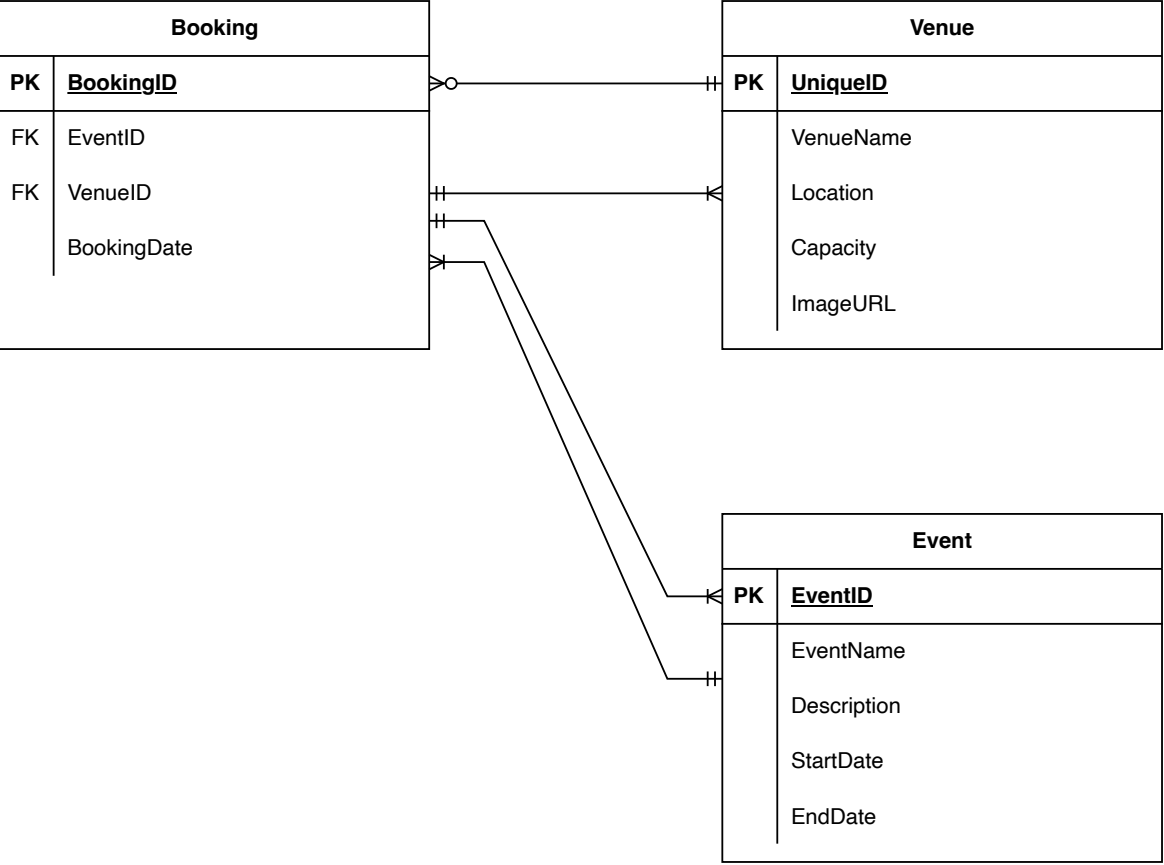 Booking
PK BookingID
FK EventID
FK VenueID
BookingDate
Venue
PK UniqueID
VenueName
Location
Capacity
ImageURL
Event
PK EventID
EventName
Description
StartDate
EndDate